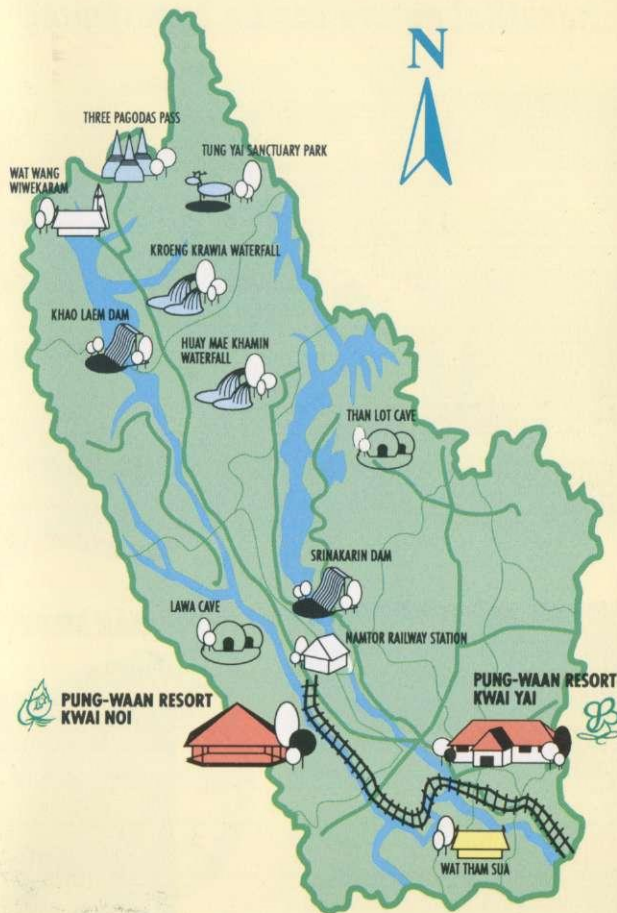 N
THREE PAGODAS PASS
TUNG YAI SANCTUARY PARK
WAT WANG
WIWEKARAM
KROENG KRAWIA WATERFALL
KHAO LAEM DAM
HUAY MAE KHAMIN
WATERFALL
THAN LOT CAVE
SRINAKARIN DAM
LAWA CAVE
NAMTOR RAILWAY STATION
PUNG-WAAN RESORT
KWAI NOI
PUNG-WAAN RESORT
KWAI YAI
WAT THAM SUA